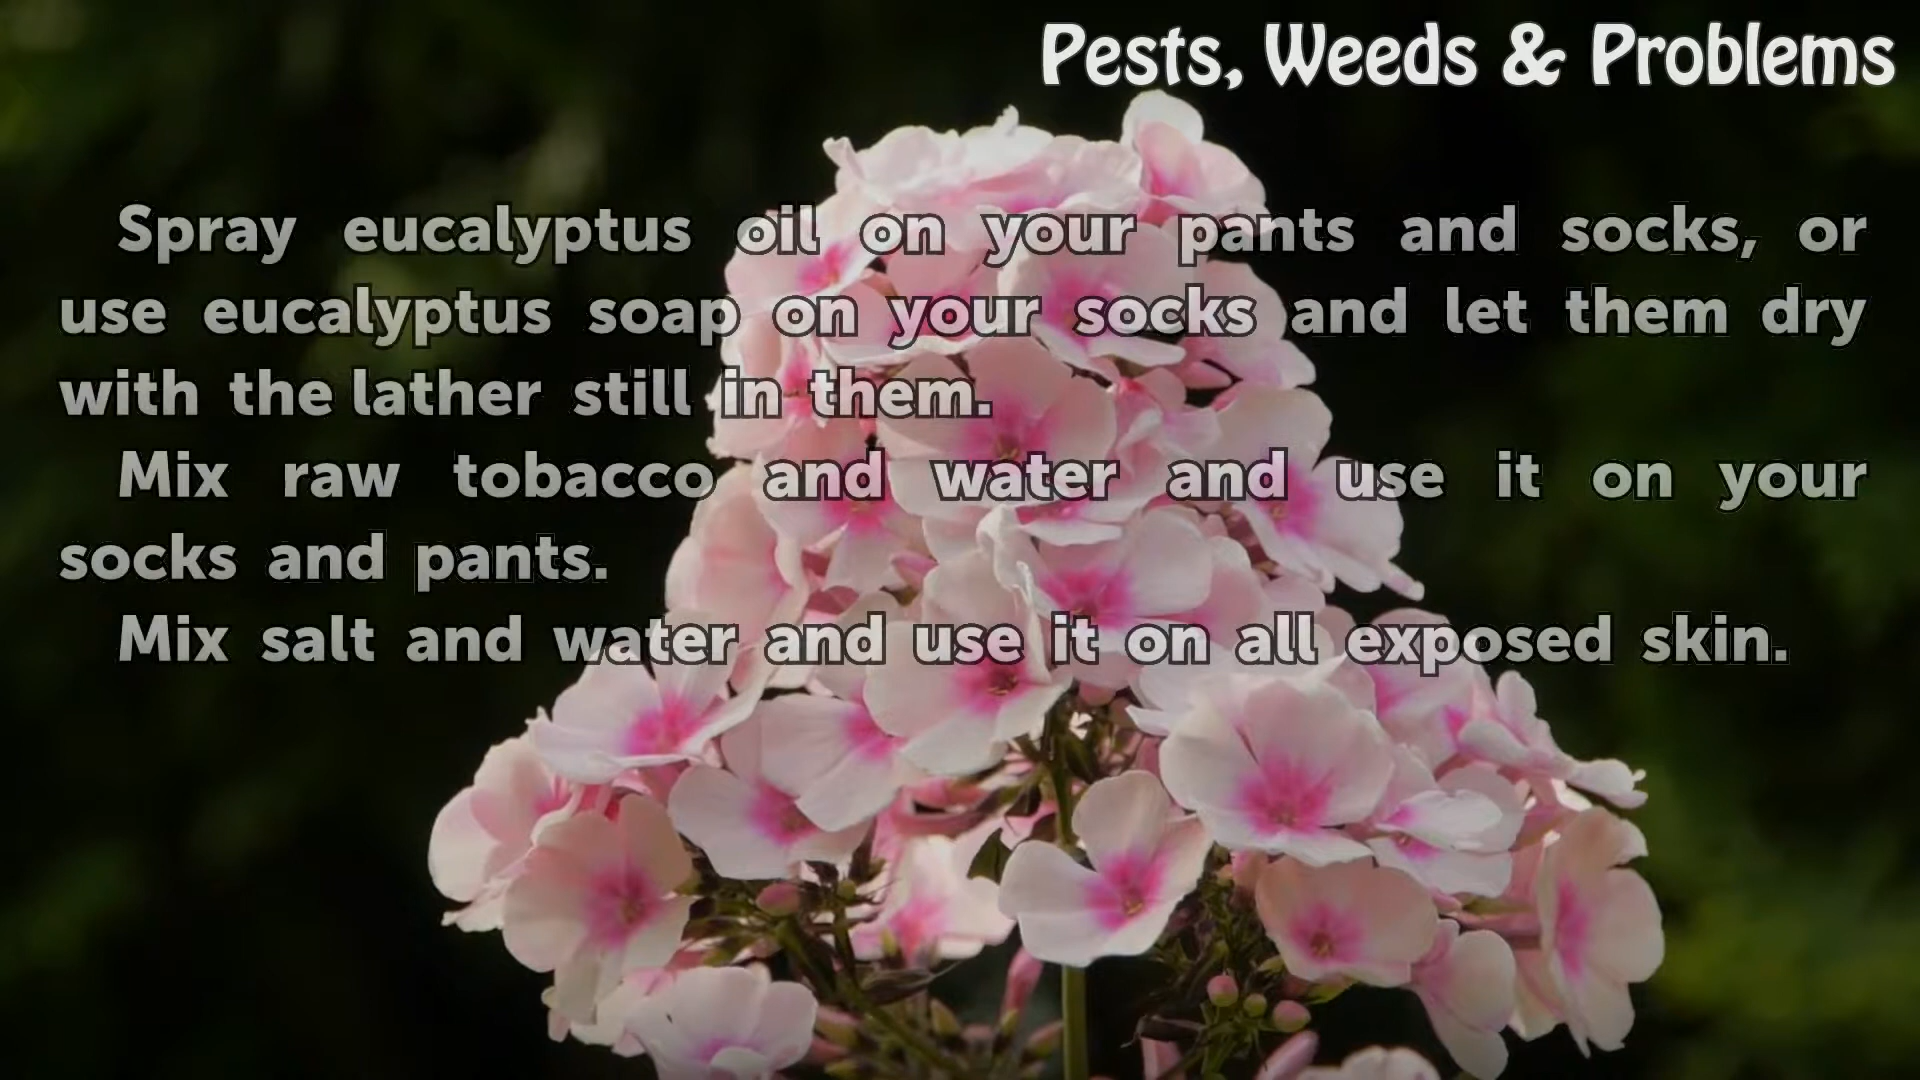 Pests, Weeds & Problems
Spray eucalyptus oil on your pants and socks, or
use eucalyptus soap on your socks and let them dry
with the lather still in them.
Mix raw tobacco and water and use it on your
socks and pants.
Mix salt and water and use it on all exposed skin.